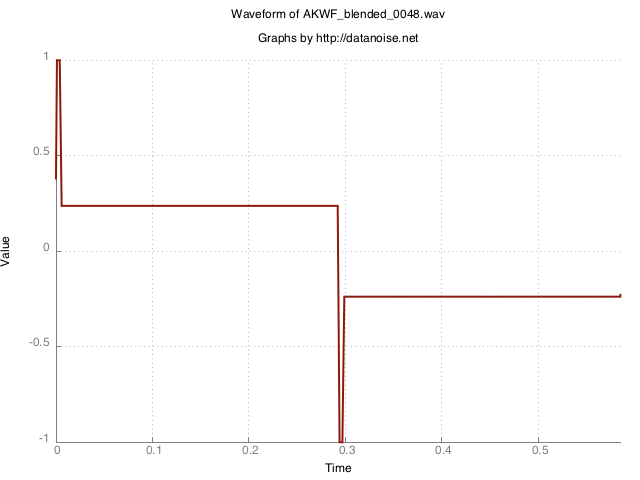 Waveform of AKWF_blended_0048.wav
Graphs by http://datanoise.net
1
0.5
0
-0.5
-1
Value
0 0.1 0.2 0.3 0.4 0.5
Time